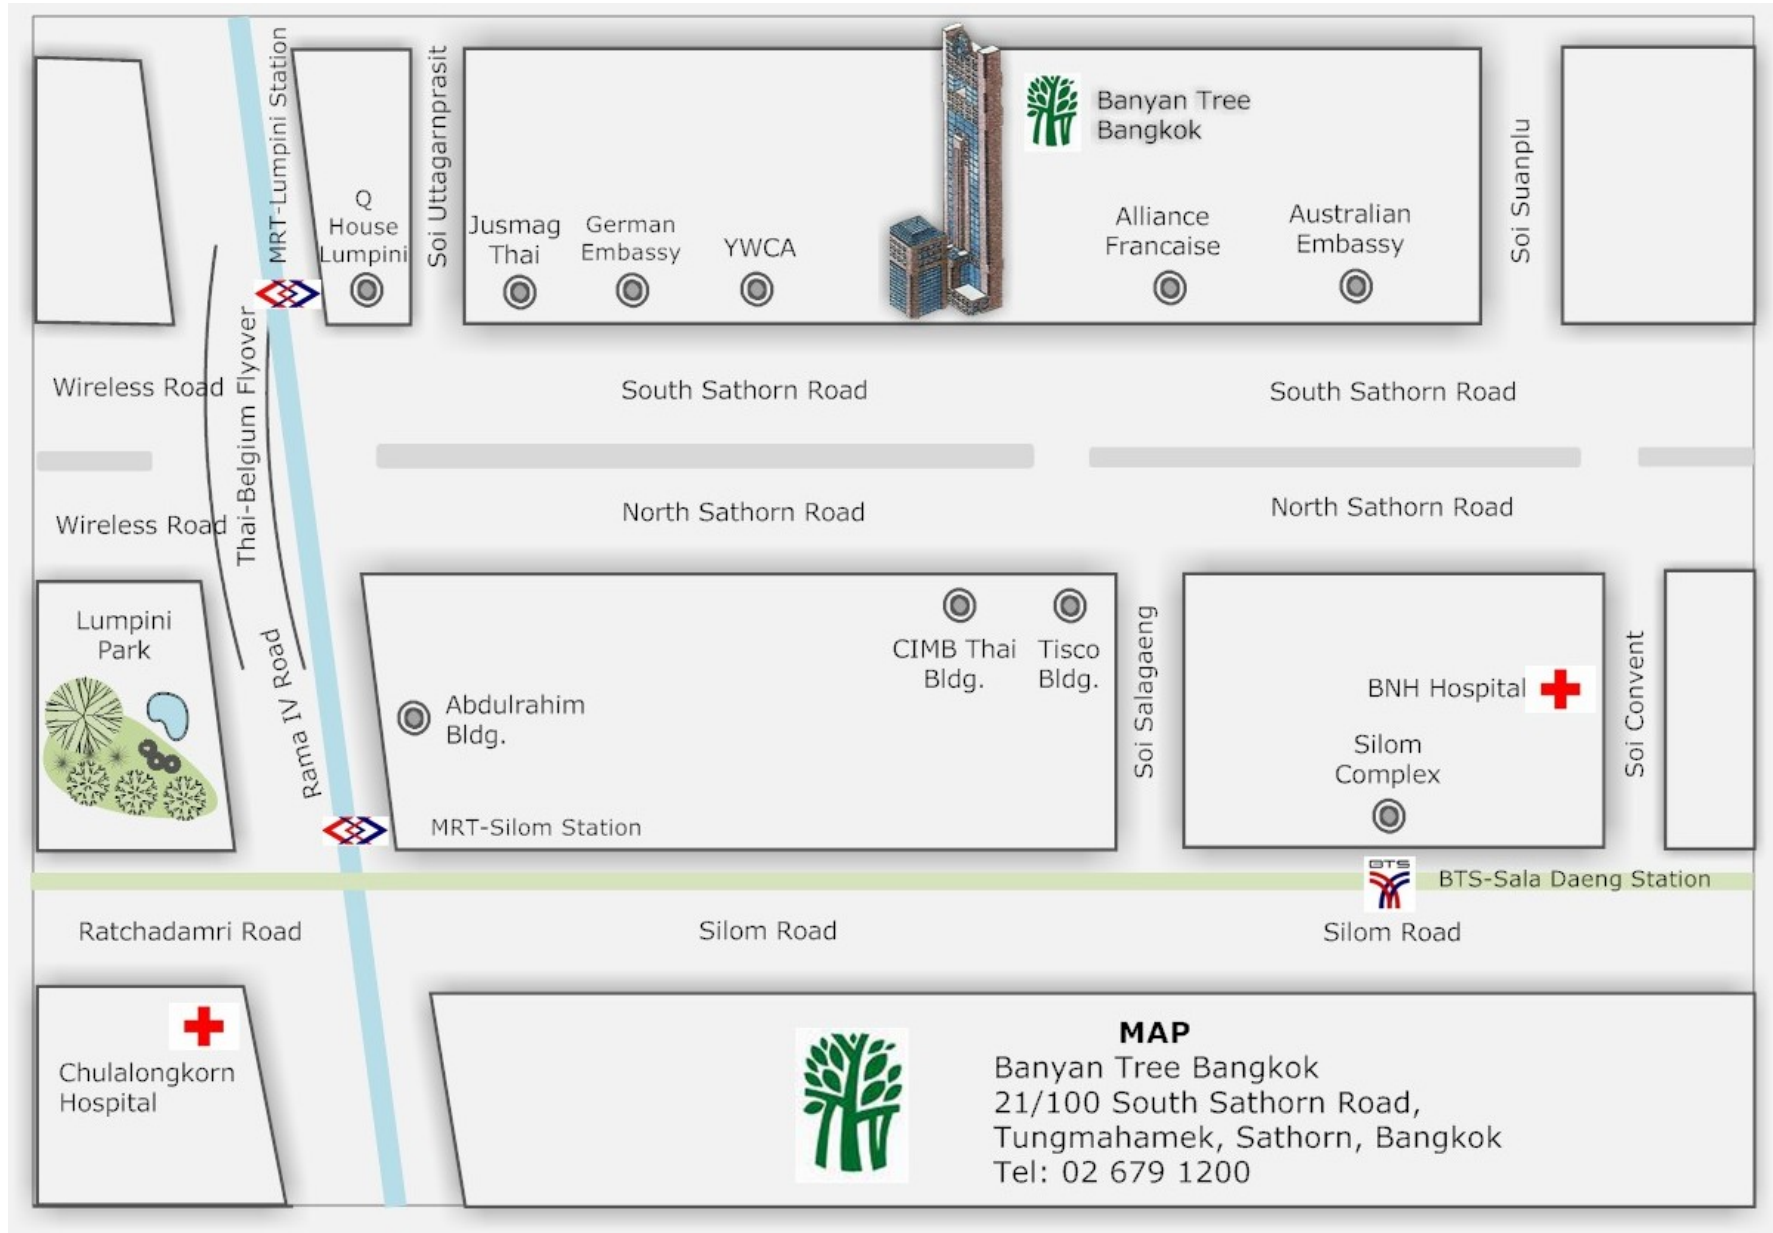 MRT-Lumpini Station
Q
House
Lumpini
Soi Uttagarnprasit
Jusmag
Thai
German
Embassy
YWCA
Banyan Tree
Bangkok
Alliance
Francaise
Australian
Embassy
Soi Suanplu
Wireless Road
Thai-Belgium Flyover
South Sathorn Road
South Sathorn Road
Wireless Road
North Sathorn Road
North Sathorn Road
Lumpini
Park
Rama IV Road
Abdulrahim
Bldg.
CIMB Thai
Bldg.
Tisco
Bldg.
Soi Salagaeng
BNH Hospital
Silom
Complex
Soi Convent
MRT-Silom Station
BTS
BTS-Sala Daeng Station
Ratchadamri Road
Silom Road
Silom Road
Chulalongkorn
Hospital
MAP
Banyan Tree Bangkok
21/100 South Sathorn Road,
Tungmahamek, Sathorn, Bangkok
Tel: 02 679 1200